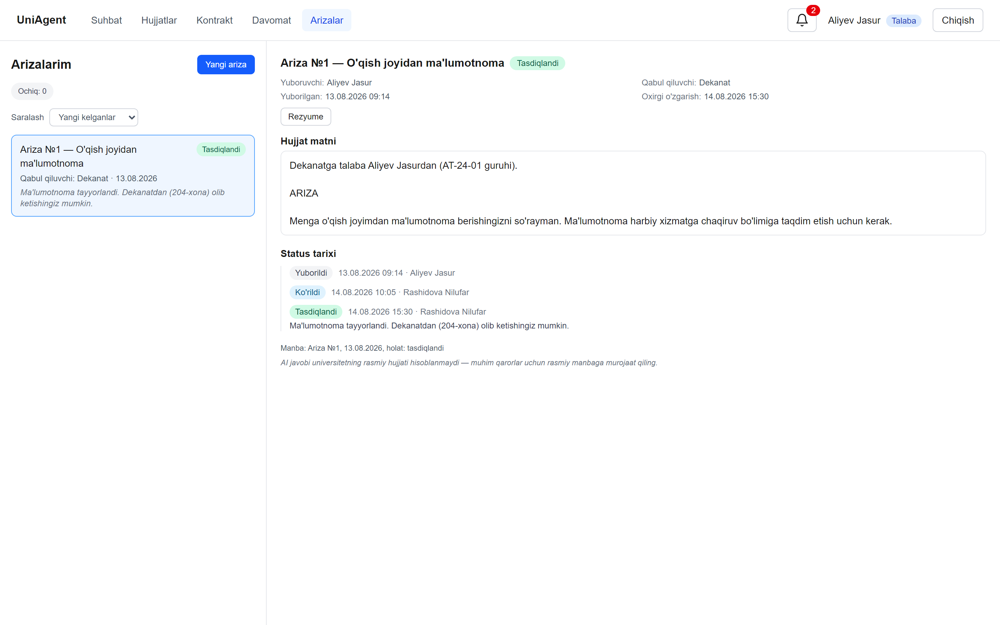 UniAgent
Suhbat
Hujjatlar
Kontrakt
Davomat
Arizalar
2
Aliyev Jasur
Talaba
Chiqish
Arizalarim
Yangi ariza
Ochiq: 0
Saralash
Yangi kelganlar
Ariza №1 — O'qish joyidan
ma'lumotnoma
Tasdiqlandi
Qabul qiluvchi: Dekanat · 13.08.2026
Ma'lumotnoma tayyorlandi. Dekanatdan (204-xona) olib
ketishingiz mumkin.
Ariza №1 — O'qish joyidan ma'lumotnoma
Tasdiqlandi
Yuboruvchi: Aliyev Jasur
Qabul qiluvchi: Dekanat
Yuborilgan: 13.08.2026 09:14
Oxirgi o'zgarish: 14.08.2026 15:30
Rezyume
Hujjat matni
Dekanatga talaba Aliyev Jasurdan (AT-24-01 guruhi).
ARIZA
Menga o'qish joyimdan ma'lumotnoma berishingizni so'rayman. Ma'lumotnoma harbiy xizmatga chaqiruv bo'limiga taqdim etish uchun kerak.
Status tarixi
Yuborildi 13.08.2026 09:14 · Aliyev Jasur
Ko'rildi 14.08.2026 10:05 · Rashidova Nilufar
Tasdiqlandi 14.08.2026 15:30 · Rashidova Nilufar
Ma'lumotnoma tayyorlandi. Dekanatdan (204-xona) olib ketishingiz mumkin.
Manba: Ariza №1, 13.08.2026, holat: tasdiqlandi
AI javobi universitetning rasmiy hujjati hisoblanmaydi — muhim qarorlar uchun rasmiy manbaga murojaat qiling.